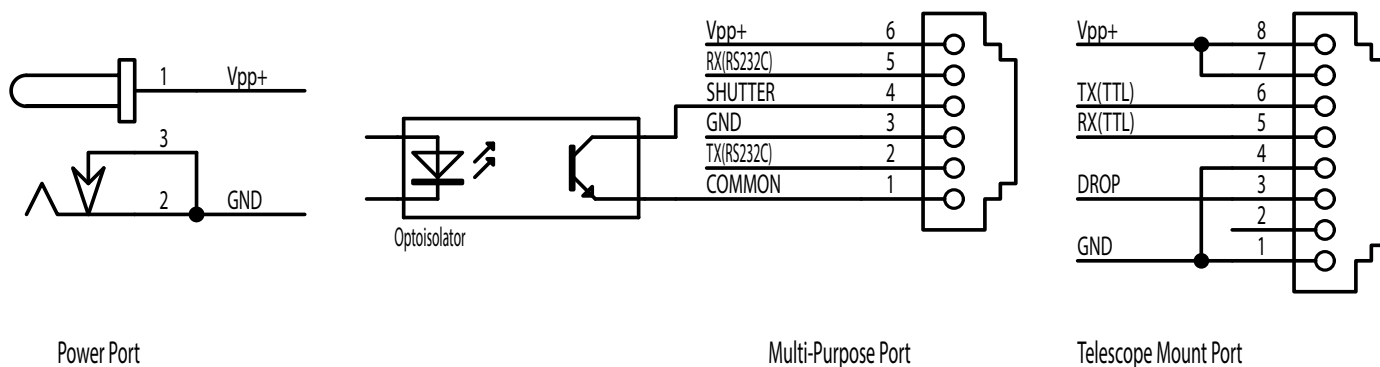 1 Vpp+
3
2 GND
Power Port
Optoisolator
Vpp+ 6
RX(RS232C) 5
SHUTTER 4
GND 3
TX(RS232C) 2
COMMON 1
Multi-Purpose Port
Vpp+ 8
7
TX(TTL) 6
RX(TTL) 5
4
DROP 3
2
GND 1
Telescope Mount Port